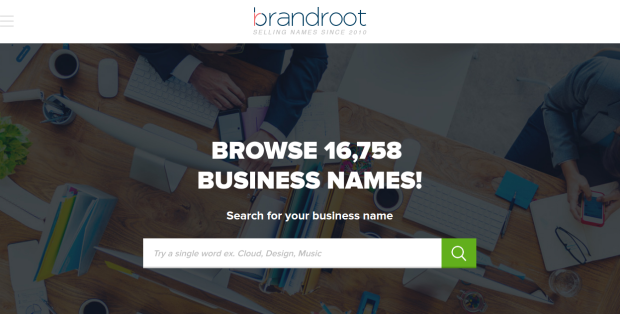 brandroot
SELLING NAMES SINCE 2010
BROWSE 16,758
BUSINESS NAMES!
Search for your business name
Try a single word ex. Cloud, Design, Music